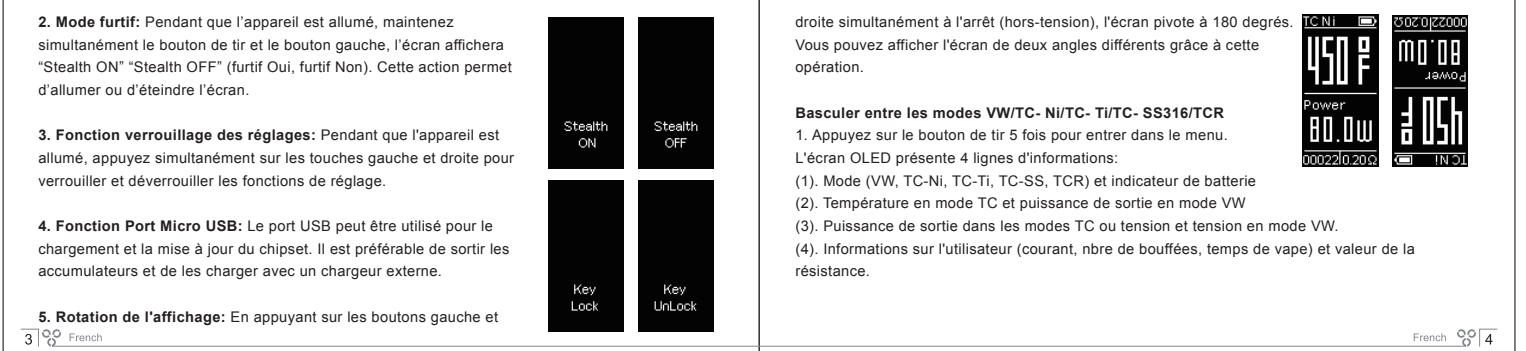 2. Mode furtif: Pendant que l’appareil est allumé, maintenez
simultanément le bouton de tir et le bouton gauche, l’écran affichera
“Stealth ON” “Stealth OFF” (furtif Oui, furtif Non). Cette action permet
d’allumer ou d’éteindre l’écran.
3. Fonction verrouillage des réglages: Pendant que l'appareil est
allumé, appuyez simultanément sur les touches gauche et droite pour
verrouiller et déverrouiller les fonctions de réglage.
4. Fonction Port Micro USB: Le port USB peut être utilisé pour le
chargement et la mise à jour du chipset. Il est préférable de sortir les
accumulateurs et de les charger avec un chargeur externe.
5. Rotation de l'affichage: En appuyant sur les boutons gauche et
Stealth
ON
Stealth
OFF
Key
Lock
Key
UnLock
3 French
droite simultanément à l'arrêt (hors-tension), l'écran pivote à 180 degrés.
Vous pouvez afficher l'écran de deux angles différents grâce à cette
opération.
TC Ni
450°F
Power
80.0w
00022 0.20Ω
TC Ni
450°F
Power
80.0w
00022 0.20Ω
Basculer entre les modes VW/TC- Ni/TC- Ti/TC- SS316/TCR
1. Appuyez sur le bouton de tir 5 fois pour entrer dans le menu.
L'écran OLED présente 4 lignes d'informations:
(1). Mode (VW, TC-Ni, TC-Ti, TC-SS, TCR) et indicateur de batterie
(2). Température en mode TC et puissance de sortie en mode VW
(3). Puissance de sortie dans les modes TC ou tension et tension en mode VW.
(4). Informations sur l'utilisateur (courant, nbre de bouffées, temps de vape) et valeur de la
résistance.
French 4